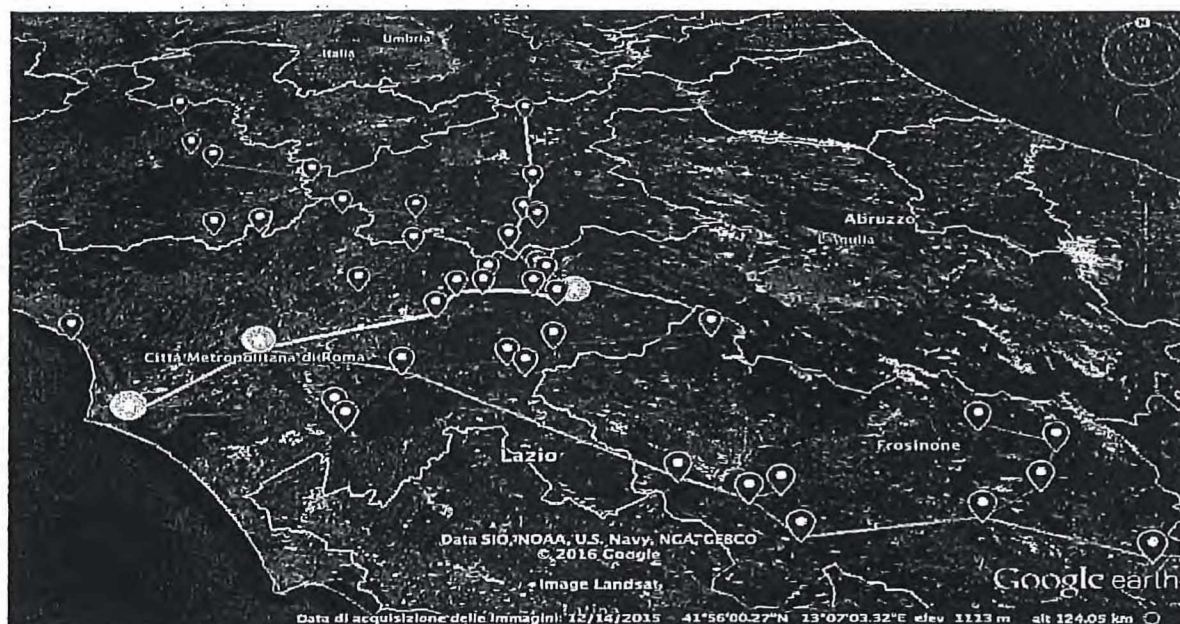 N
Umbria
Italia
Abruzzo
L'Aquila
Città Metropolitana di Roma
Frosinone
Lazio
Data SIO, NOAA, U.S. Navy, NGA, GEBCO
© 2016 Google
Image Landsat
Google earth
Data di acquisizione delle immagini: 12/14/2015 41°56'00.27"N 13°07'03.32"E elev 1113 m alt 124.05 km